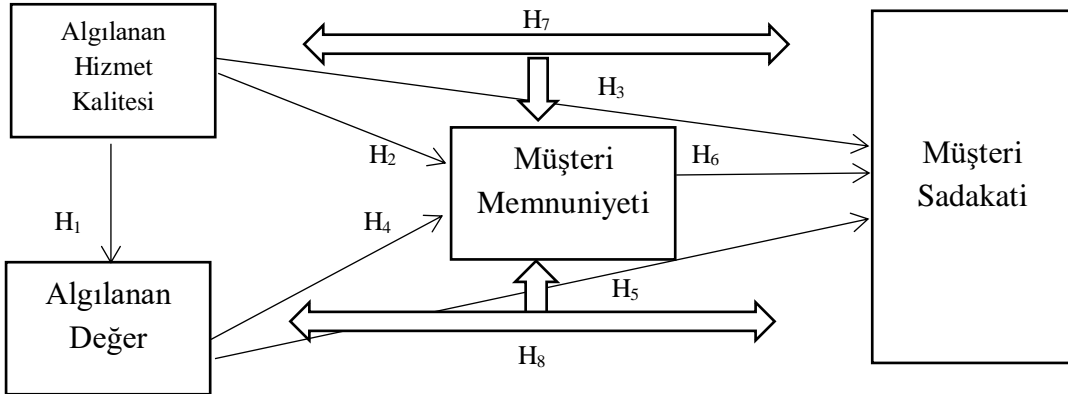 Algılanan
Hizmet
Kalitesi
H₇
H₃
H₂
Müşteri
Memnuniyeti
H₆
Müşteri
Sadakati
H₁
H₄
Algılanan
Değer
H₅
H₈